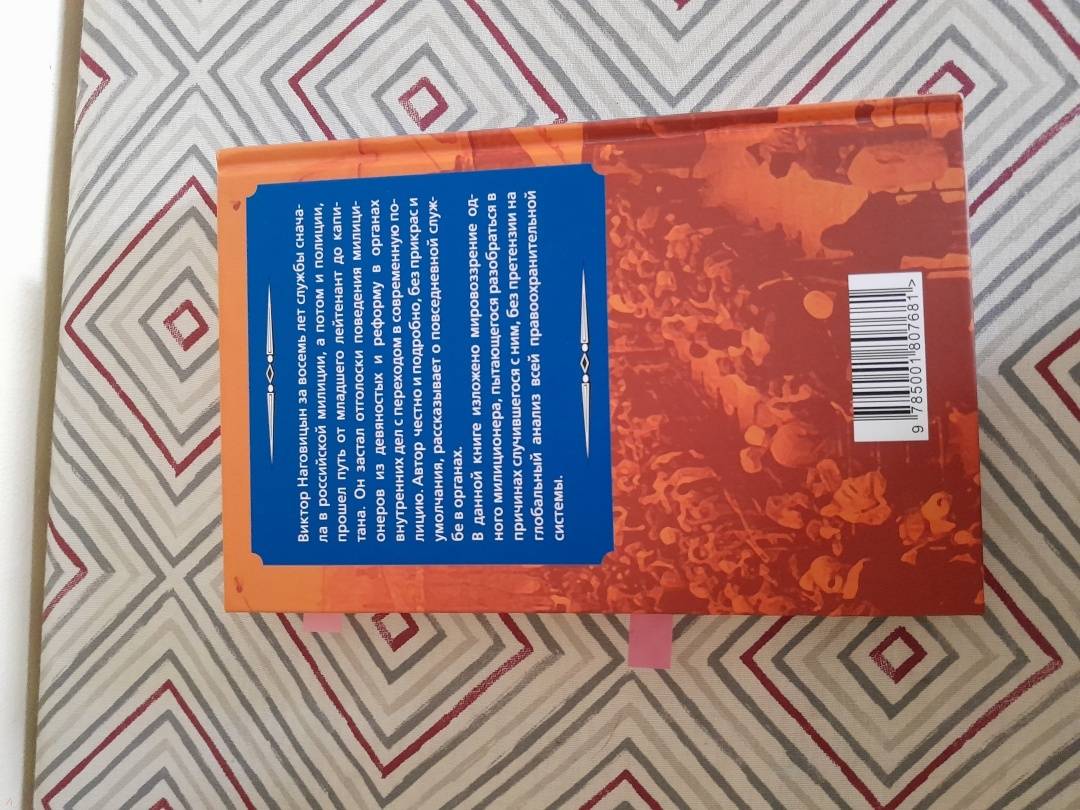 Виктор Наговицын за восемь лет службы снача-
ла в российской милиции, а потом и полиции,
прошел путь от младшего лейтенант до капи-
тана. Он застал отголоски поведения милици-
онеров из девяностых и реформу в органах
внутренних дел с переходом в современную по-
лицию. Автор честно и подробно, без прикрас и
умолчания, рассказывает о повседневной служ-
бе в органах.
В данной книге изложено мировоззрение од-
ного милиционера, пытающегося разобраться в
причинах случившегося с ним, без претензии на
глобальный анализ всей правоохранительной
системы.
9 785001 807681 >